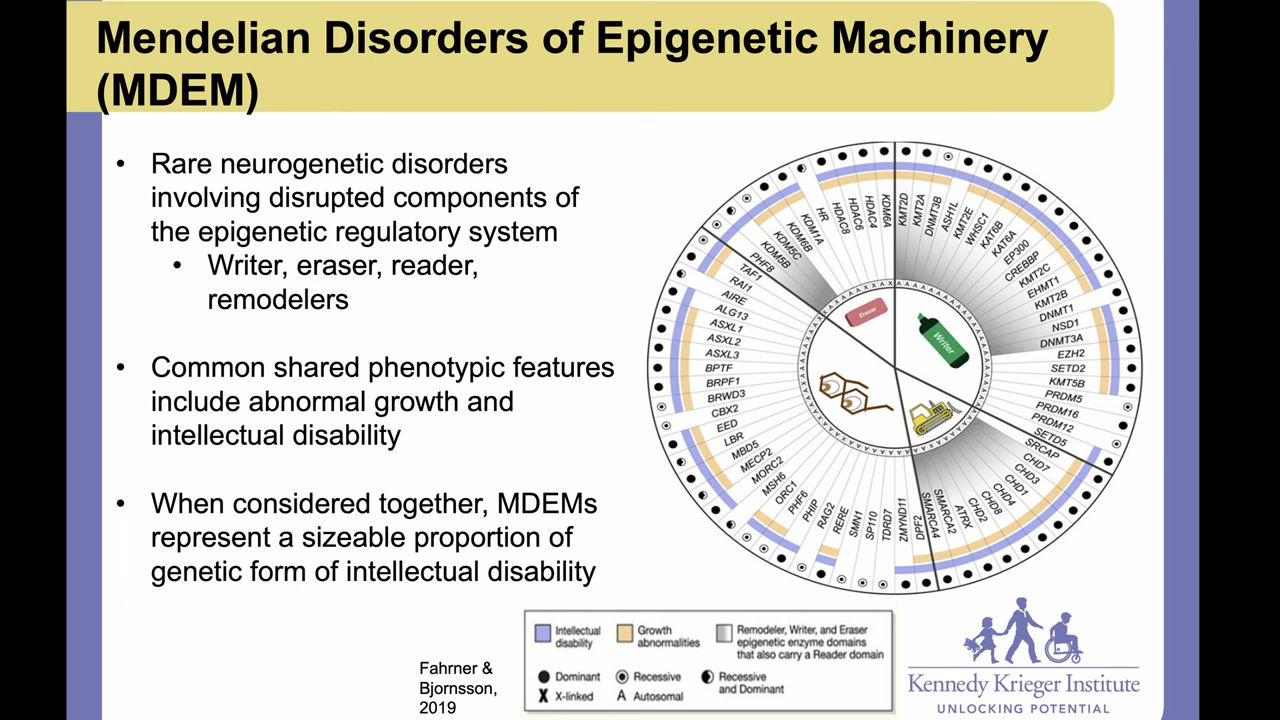 Mendelian Disorders of Epigenetic Machinery
(MDEM)
• Rare neurogenetic disorders
involving disrupted components of
the epigenetic regulatory system
• Writer, eraser, reader,
remodelers
• Common shared phenotypic features
include abnormal growth and
intellectual disability
• When considered together, MDEMs
represent a sizeable proportion of
genetic form of intellectual disability
KMT2D
KMT2A
DNMT3B
ASH1L
KMT2E
WHSC1
KAT6B
KAT6A
EP300
CREBBP
KMT2C
EHMT1
KMT2B
DNMT1
NSD1
DNMT3A
EZH2
SETD2
KMT5B
PRDM5
PRDM16
PRDM12
SETD5
SRCAP
CHD7
CHD3
CHD1
CHD4
CHD8
CHD2
ATRX
SMARCA2
SMARCA4
DPF2
ZMYND11
TDRD7
SP110
SMN1
RERE
RAG2
PHIP
PHF6
ORC1
MSH6
MORC2
MECP2
MBD5
LBR
EED
CBX2
BRWD3
BRPF1
BPTF
ASXL3
ASXL2
ASXL1
ALG13
AIRE
RAI1
TAF1
PHF8
KDM5B
KDM5C
KDM6B
KDM1A
HR
HDAC8
HDAC6
HDAC4
KDM6A
Eraser
Writer
Intellectual
disability
Growth
abnormalities
Remodeler, Writer, and Eraser
epigenetic enzyme domains
that also carry a Reader domain
Dominant
Recessive
Recessive
and Dominant
X X-linked
A Autosomal
Fahrner &
Bjornsson,
2019
Kennedy Krieger Institute
UNLOCKING POTENTIAL